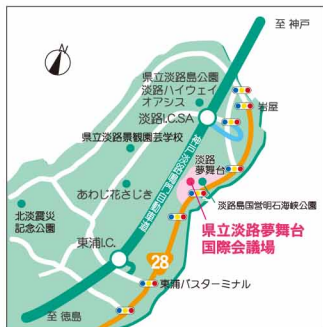 至 神戸
県立淡路島公園
淡路ハイウェイ
オアシス
淡路I.C.SA
岩屋
県立淡路景観園芸学校
神戸淡路鳴門自動車道
淡路
夢舞台
あわじ花さじき
淡路島国営明石海峡公園
北淡震災
記念公園
県立淡路夢舞台
国際会議場
東浦I.C.
28
東浦バスターミナル
至 徳島